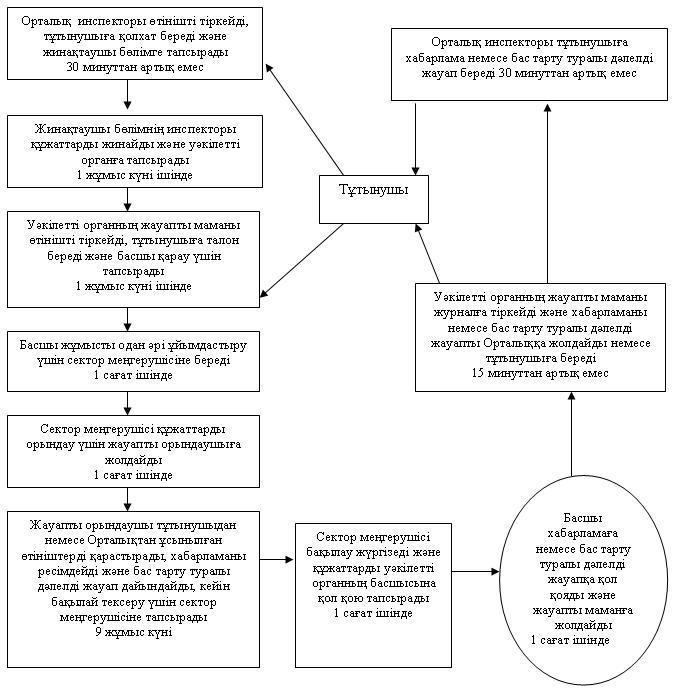 Орталық инспекторы өтінішті тіркейді,
тұтынушыға қолхат береді және
жинақтаушы бөлімге тапсырады
30 минуттан артық емес
Орталық инспекторы тұтынушыға
хабарлама немесе бас тарту туралы дәлелді
жауап береді 30 минуттан артық емес
Жинақтаушы бөлімнің инспекторы
құжаттарды жинайды және уәкілетті
органға тапсырады
1 жұмыс күні ішінде
Тұтынушы
Уәкілетті органның жауапты маманы
өтінішті тіркейді, тұтынушыға талон
береді және басшы қарау үшін
тапсырады
1 жұмыс күні ішінде
Уәкілетті органның жауапты маманы
журналға тіркейді және хабарламаны
немесе бас тарту туралы дәлелді
жауапты Орталыққа жолдайды немесе
тұтынушыға береді
15 минуттан артық емес
Басшы жұмысты одан әрі ұйымдастыру
үшін сектор меңгерушісіне береді
1 сағат ішінде
Сектор меңгерушісі құжаттарды
орындау үшін жауапты орындаушыға
жолдайды
1 сағат ішінде
Жауапты орындаушы тұтынушыдан
немесе Орталықтан ұсынылған
өтініштерді қарастырады, хабарламаны
ресімдейді және бас тарту туралы
дәлелді жауап дайындайды, кейін
бақылай тексеру үшін сектор
меңгерушісіне тапсырады
9 жұмыс күні
Сектор меңгерушісі
бақылау жүргізеді және
құжаттарды уәкілетті
органның басшысына
қол қою тапсырады
1 сағат ішінде
Басшы
хабарламаға
немесе бас тарту
туралы дәлелді
жауапқа қол
қояды және
жауапты маманға
жолдайды
1 сағат ішінде